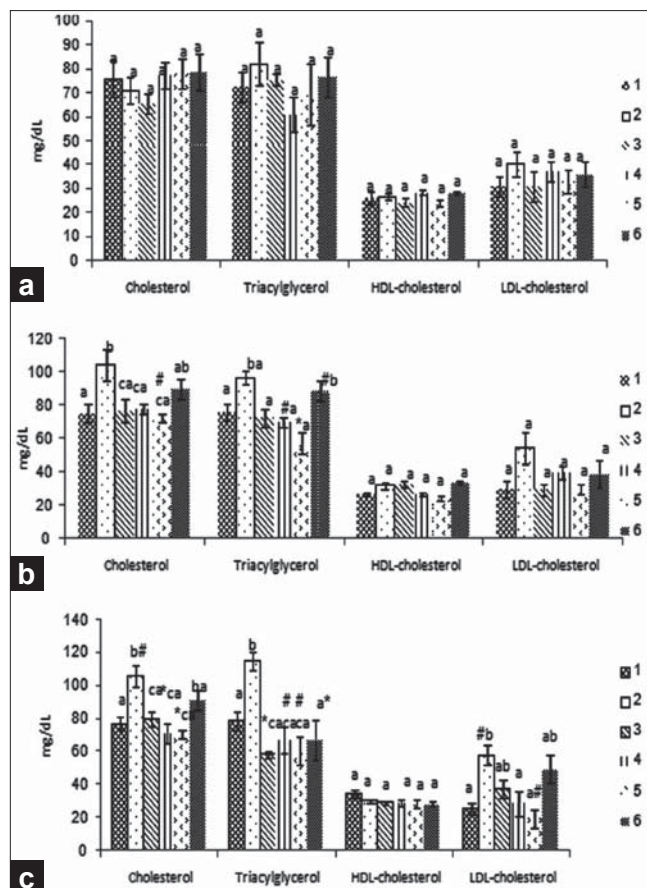 100
90
80
70
60
50
40
30
20
10
0
mg/dL
a a a a a a
a a a a a a
a a a a a a
a a a a a a
Cholesterol Triacylglycerol HDL-cholesterol LDL-cholesterol
1
2
3
4
5
6
a
120
100
80
60
40
20
0
mg/dL
a b ca ca # ca ab
a ba a # a * a #b
a a a a a a
a a a a a a
Cholesterol Triacylglycerol HDL-cholesterol LDL-cholesterol
1
2
3
4
5
6
b
140
120
100
80
60
40
20
0
mg/dL
a b# ca *ca *ca ba
a b *ca #ca #ca a*
a a a a a a
a #b ab a a# ab
Cholesterol Triacylglycerol HDL-cholesterol LDL-cholesterol
1
2
3
4
5
6
c